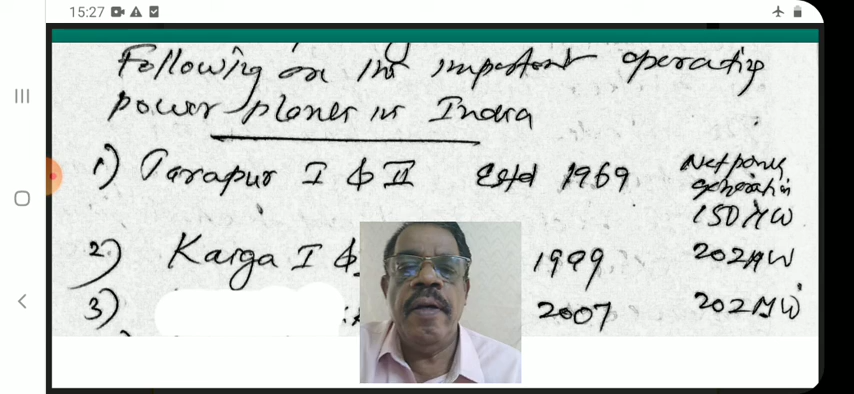 15:27
Following are the important operating
power plants in India
1) Tarapur I & II Estd 1969 Net power
generation
150 MW
2) Karga I & 1999 202 MW
3) 2007 202 MW